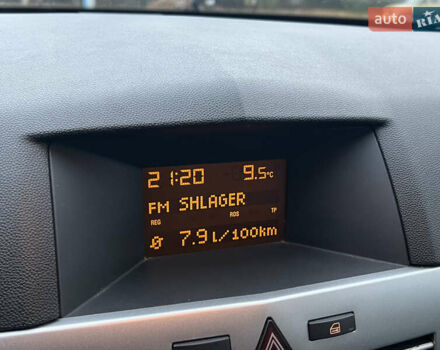 auto RIA
21:20 9.5°C
FM SHLAGER
REG RDS TP
7.9 l/100km